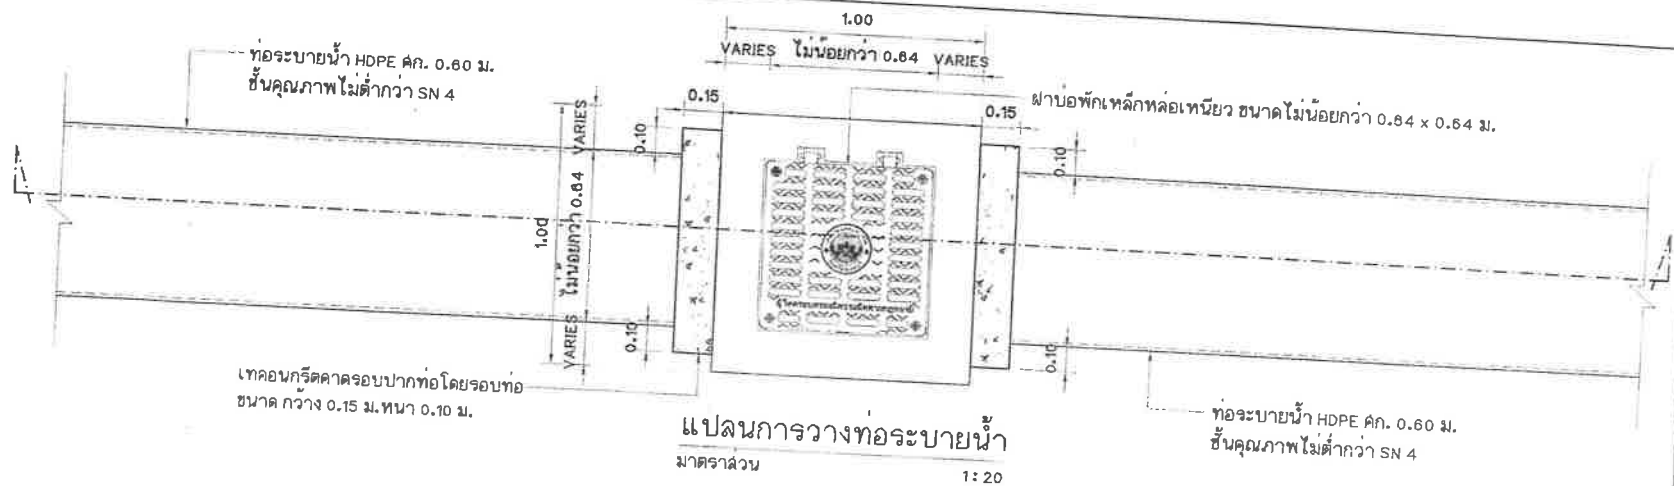 1.00
VARIES ไม่น้อยกว่า 0.64 VARIES
ท่อระบายน้ำ HDPE ศก. 0.60 ม.
ชั้นคุณภาพไม่ต่ำกว่า SN 4
0.15
0.15
ฝาบ่อพักเหล็กหล่อเหนียว ขนาดไม่น้อยกว่า 0.64 x 0.64 ม.
VARIES
0.10
0.10
1.00
ไม่น้อยกว่า 0.64
VARIES
0.10
0.10
เทคอนกรีตคาดรอบปากท่อโดยรอบท่อ
ขนาด กว้าง 0.15 ม.หนา 0.10 ม.
ท่อระบายน้ำ HDPE ศก. 0.60 ม.
ชั้นคุณภาพไม่ต่ำกว่า SN 4
แปลนการวางท่อระบายน้ำ
มาตราส่วน 1:20